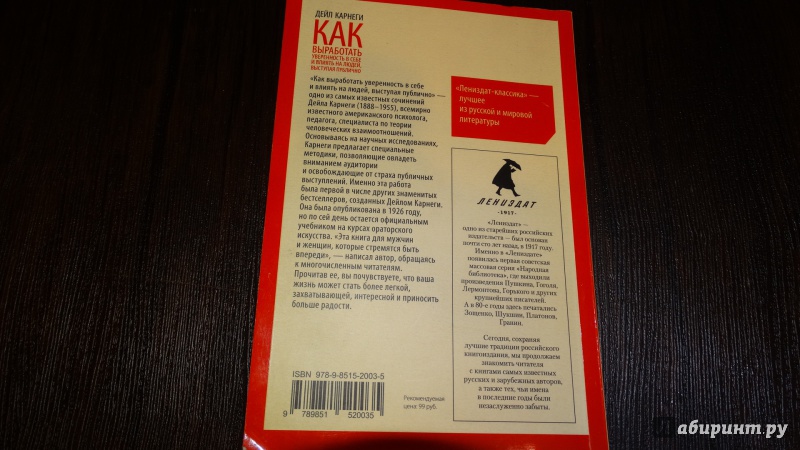 ДЕЙЛ КАРНЕГИ
КАК
ВЫРАБОТАТЬ
УВЕРЕННОСТЬ В СЕБЕ
И ВЛИЯТЬ НА ЛЮДЕЙ,
ВЫСТУПАЯ ПУБЛИЧНО
«Как выработать уверенность в себе
и влиять на людей, выступая публично» —
одно из самых известных сочинений
Дейла Карнеги (1888–1955), всемирно
известного американского психолога,
педагога, специалиста по теории
человеческих взаимоотношений.
Основываясь на научных исследованиях,
Карнеги предлагает специальные
методики, позволяющие овладеть
вниманием аудитории
и освобождающие от страха публичных
выступлений. Именно эта работа
была первой в числе других знаменитых
бестселлеров, созданных Дейлом Карнеги.
Она была опубликована в 1926 году,
но по сей день остается официальным
учебником на курсах ораторского
искусства. «Эта книга для мужчин
и женщин, которые стремятся быть
впереди», — написал автор, обращаясь
к многочисленным читателям.
Прочитав ее, вы почувствуете, что ваша
жизнь может стать более легкой,
захватывающей, интересной и приносить
больше радости.
ISBN 978-9-8515-2003-5
9 789851 520035
Рекомендуемая
цена: 99 руб.
«Лениздат-классика» —
лучшее
из русской и мировой
литературы
ЛЕНИЗДАТ
-1917-
«Лениздат» —
одно из старейших российских
издательств — был основан
почти сто лет назад, в 1917 году.
Именно в «Лениздате»
появилась первая советская
массовая серия «Народная
библиотека», где выходили
произведения Пушкина, Гоголя,
Лермонтова, Горького и других
крупнейших писателей.
А в 80-е годы здесь печатались
Зощенко, Шукшин, Платонов,
Гранин.
Сегодня, сохраняя
лучшие традиции российского
книгоиздания, мы продолжаем
знакомить читателя
с книгами самых известных
русских и зарубежных авторов,
а также тех, чьи имена
в последние годы были
незаслуженно забыты.
Лабиринт.ру